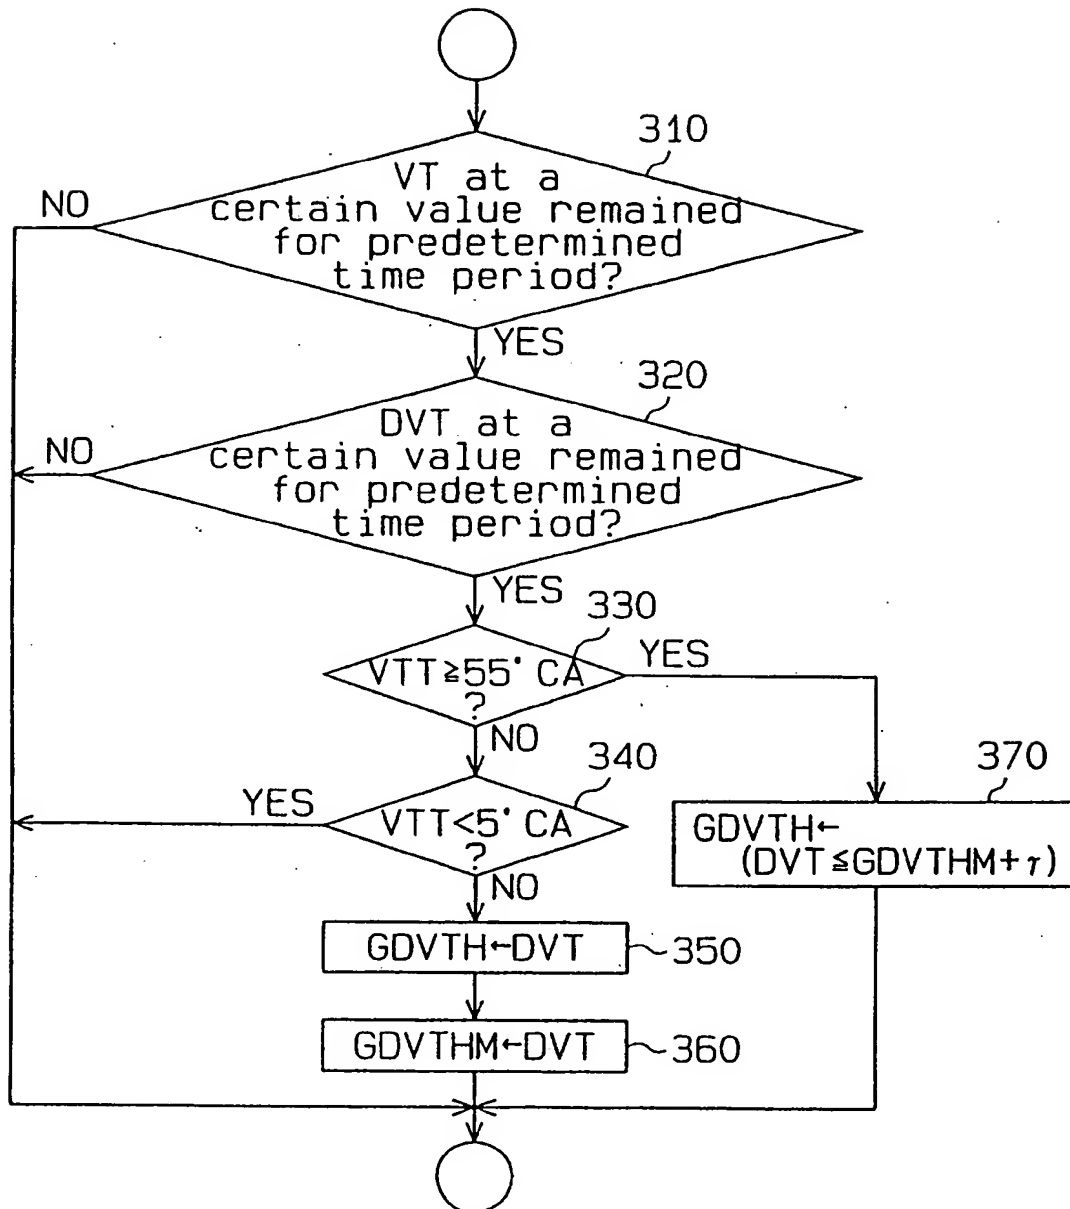 310
VT at a
certain value remained
for predetermined
time period?
NO
YES
320
DVT at a
certain value remained
for predetermined
time period?
NO
YES
330
VTT≧55° CA
?
YES
NO
340
VTT<5° CA
?
YES
NO
370
GDVTH←
(DVT≦GDVTHM+γ)
GDVTH←DVT
350
GDVTHM←DVT
360